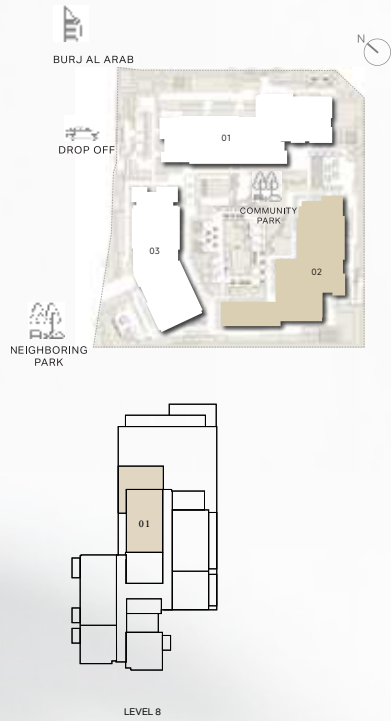 N
BURJ AL ARAB
01
DROP OFF
COMMUNITY
PARK
03
02
NEIGHBORING
PARK
01
LEVEL 8